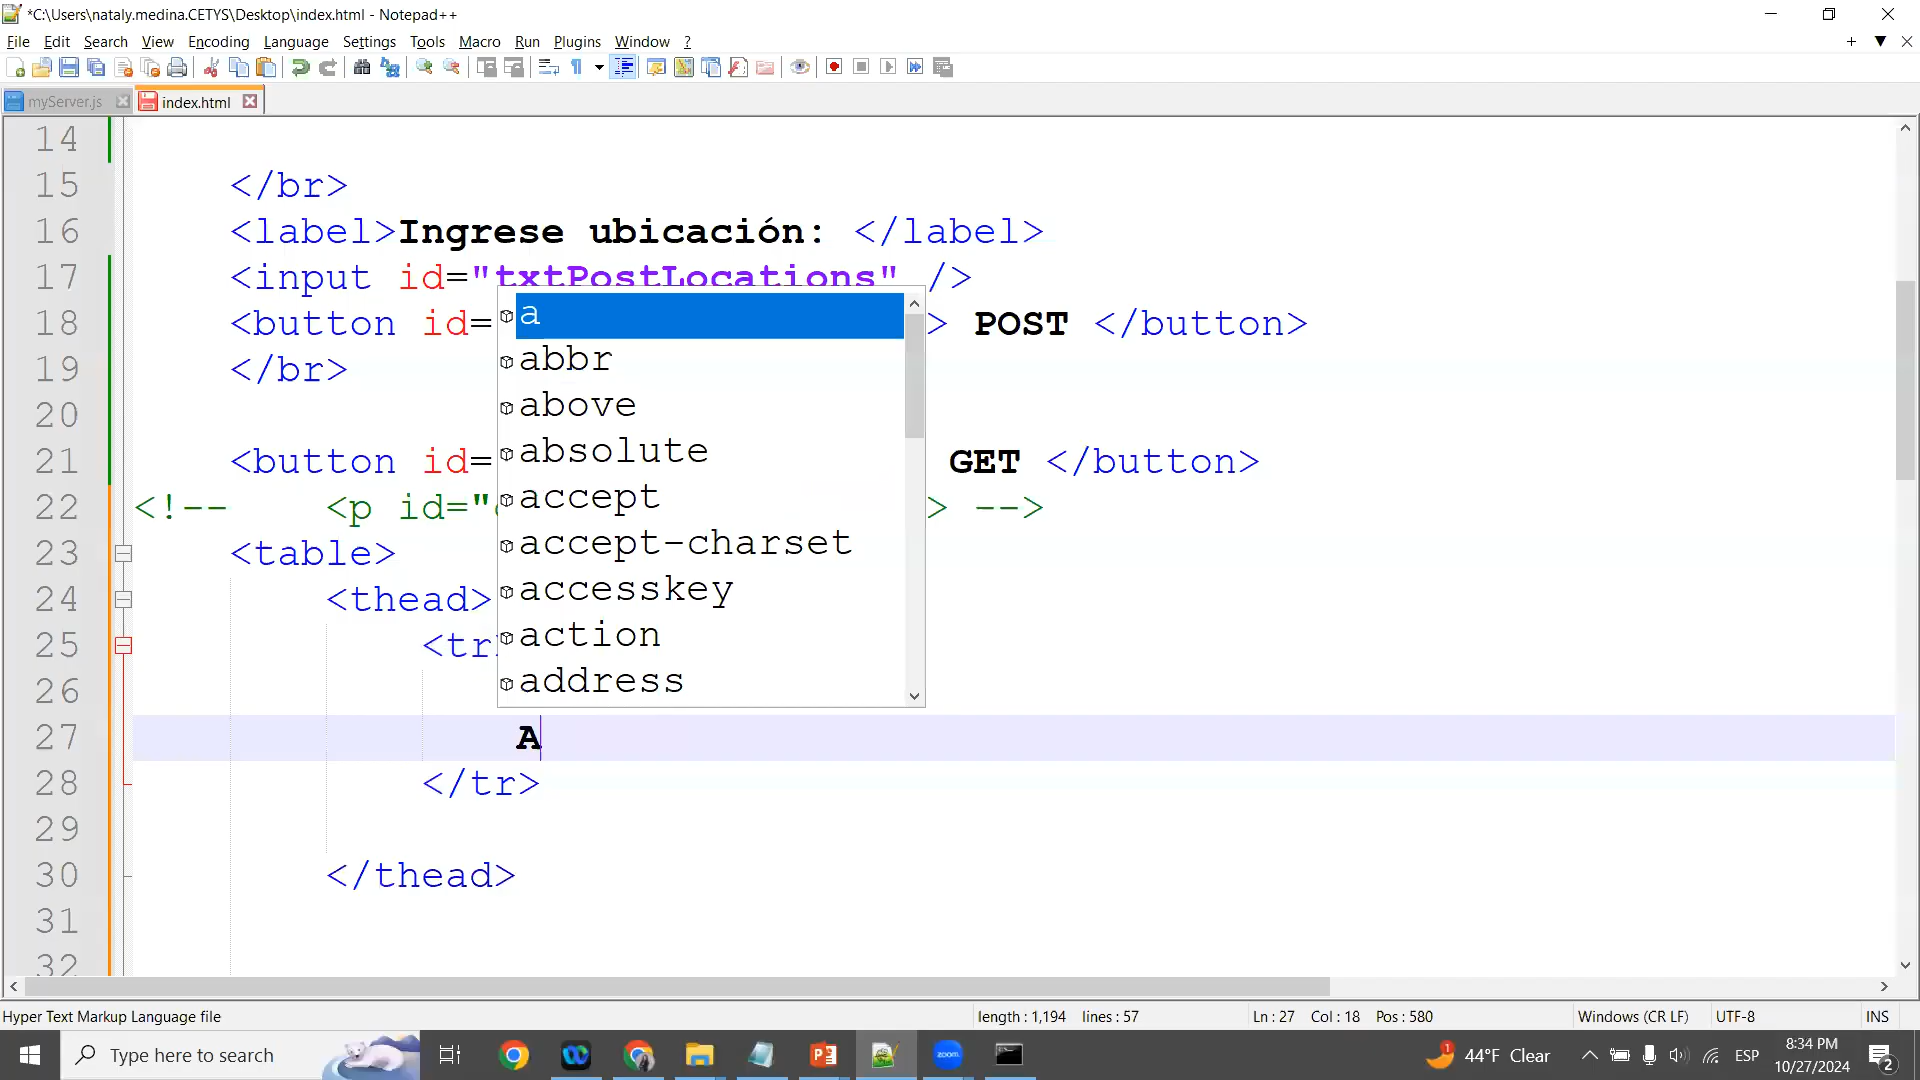 *C:\Users\nataly.medina.CETYS\Desktop\index.html - Notepad++
File Edit Search View Encoding Language Settings Tools Macro Run Plugins Window ?
myServer.js index.html
14
15 </br>
16 <label>Ingrese ubicación: </label>
17 <input id="txtPostLocations" />
18 <button id= > POST </button>
19 </br>
20
21 <button id= GET </button>
22 <!-- <p id=" > -->
23 <table>
24 <thead>
25 <tr
26
27 A
28 </tr>
29
30 </thead>
31
32
a
abbr
above
absolute
accept
accept-charset
accesskey
action
address
Hyper Text Markup Language file length : 1,194 lines : 57 Ln : 27 Col : 18 Pos : 580 Windows (CR LF) UTF-8 INS
Type here to search zoom 1 44°F Clear ESP 8:34 PM 10/27/2024 2